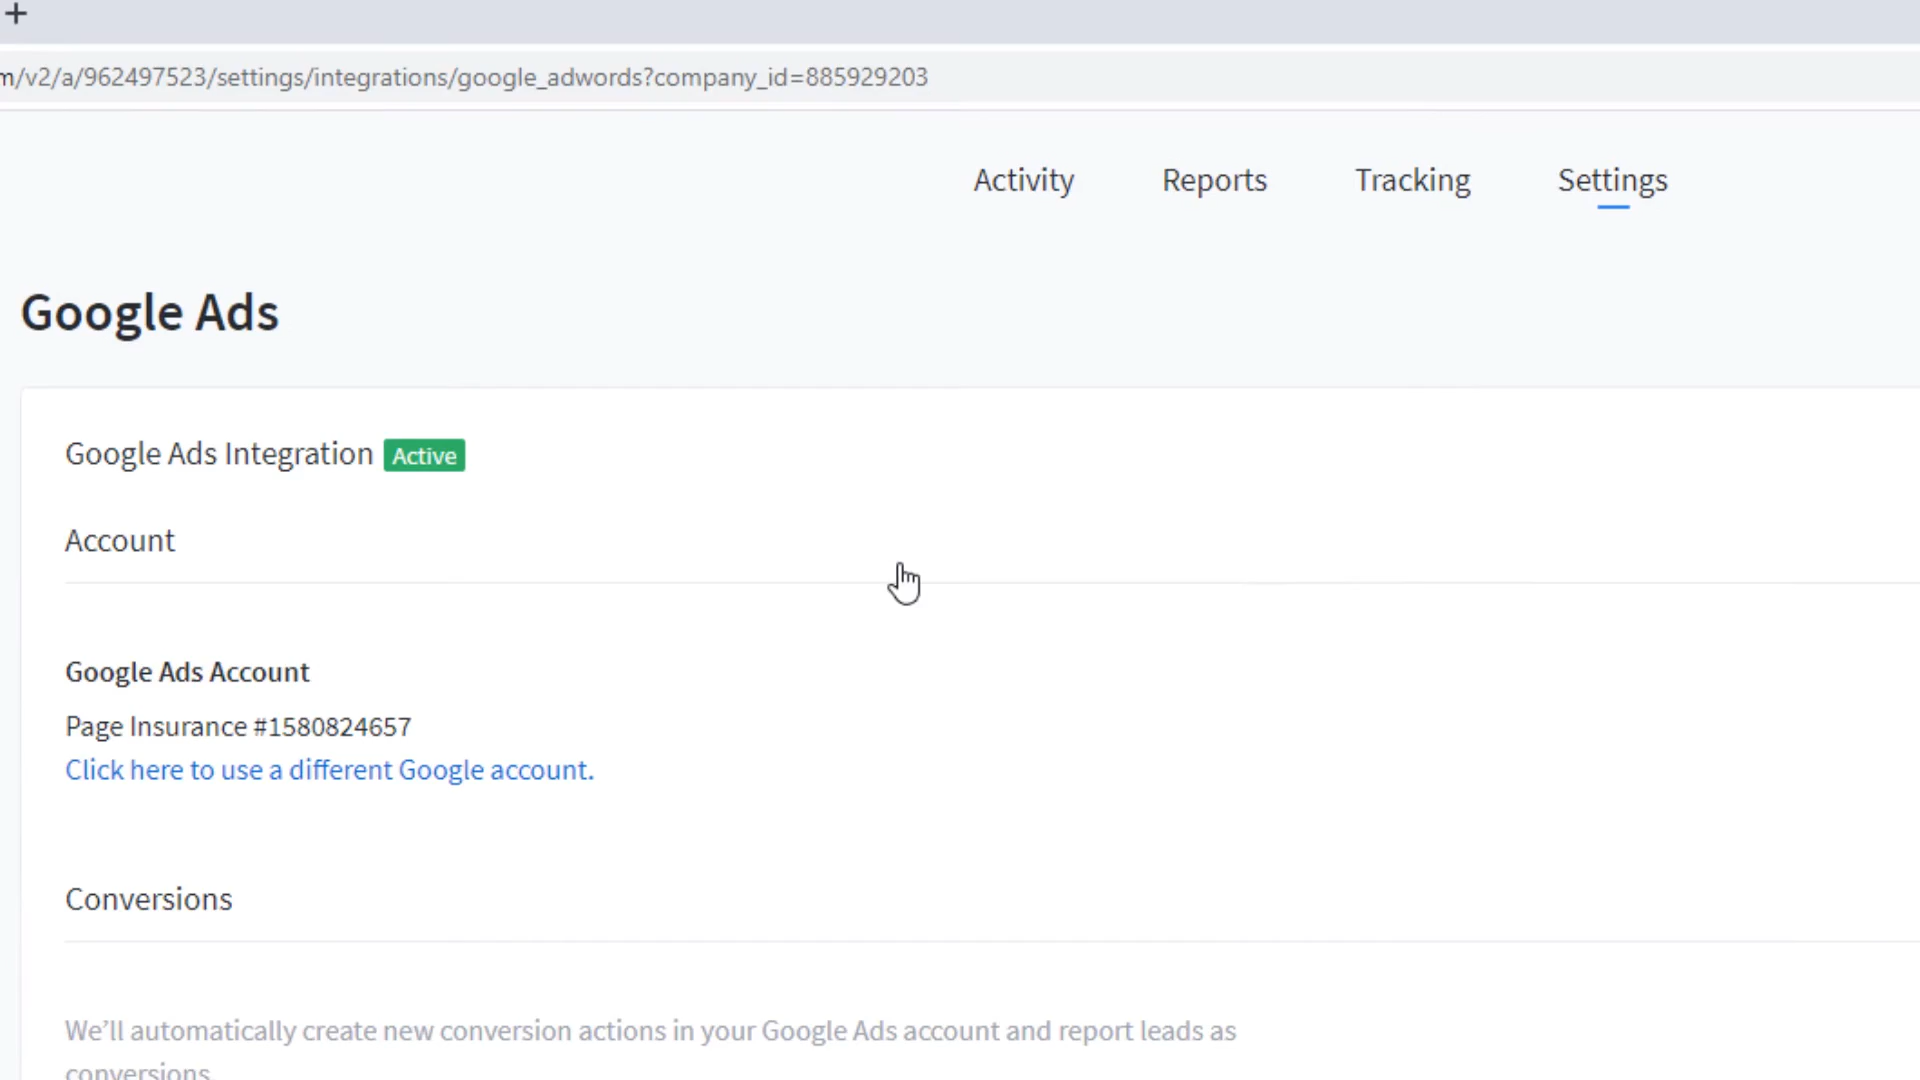 +
m/v2/a/962497523/settings/integrations/google_adwords?company_id=885929203
Activity Reports Tracking Settings
Google Ads
Google Ads Integration Active
Account
Google Ads Account
Page Insurance #1580824657
Click here to use a different Google account.
Conversions
We’ll automatically create new conversion actions in your Google Ads account and report leads as
conversions.